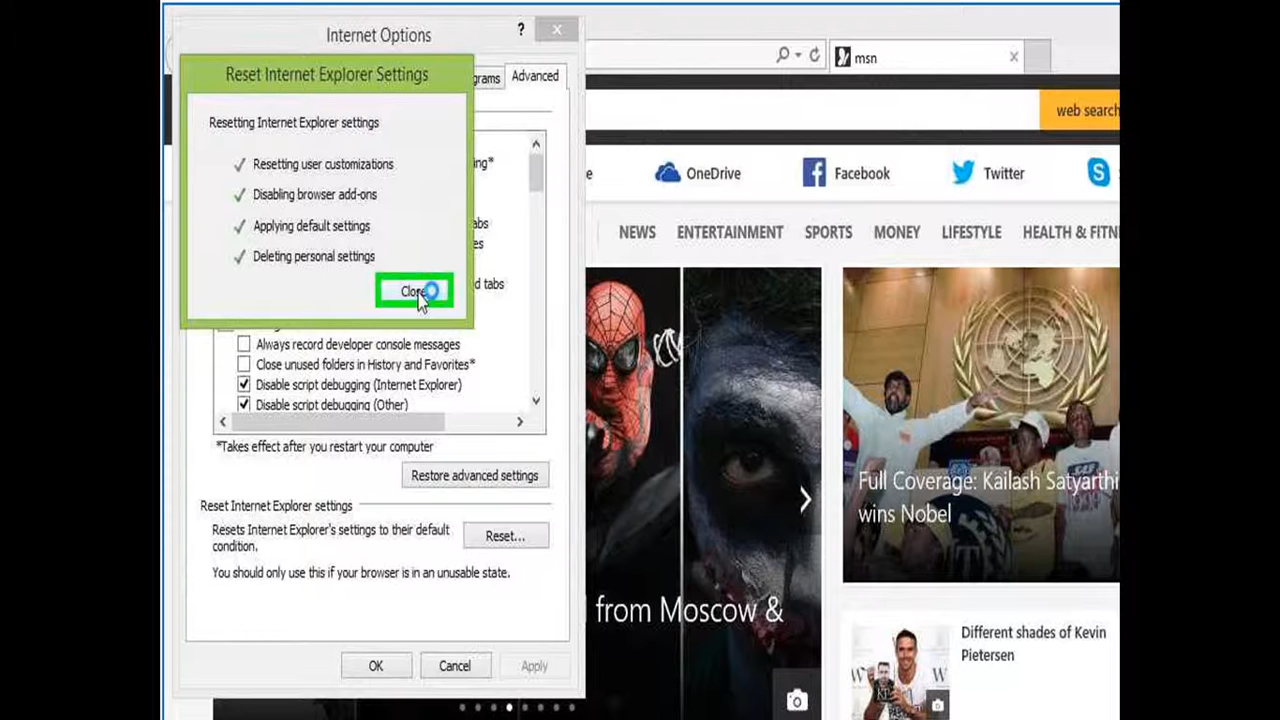 Internet Options
?
Reset Internet Explorer Settings
grams
Advanced
Resetting Internet Explorer settings
Resetting user customizations
Disabling browser add-ons
Applying default settings
Deleting personal settings
Close
Always record developer console messages
Close unused folders in History and Favorites*
Disable script debugging (Internet Explorer)
Disable script debugging (Other)
*Takes effect after you restart your computer
Restore advanced settings
Reset Internet Explorer settings
Resets Internet Explorer's settings to their default
condition.
Reset...
You should only use this if your browser is in an unusable state.
OK
Cancel
Apply
msn
web search
OneDrive
Facebook
Twitter
S
NEWS
ENTERTAINMENT
SPORTS
MONEY
LIFESTYLE
HEALTH & FITN
Full Coverage: Kailash Satyarthi
wins Nobel
from Moscow &
Different shades of Kevin
Pietersen